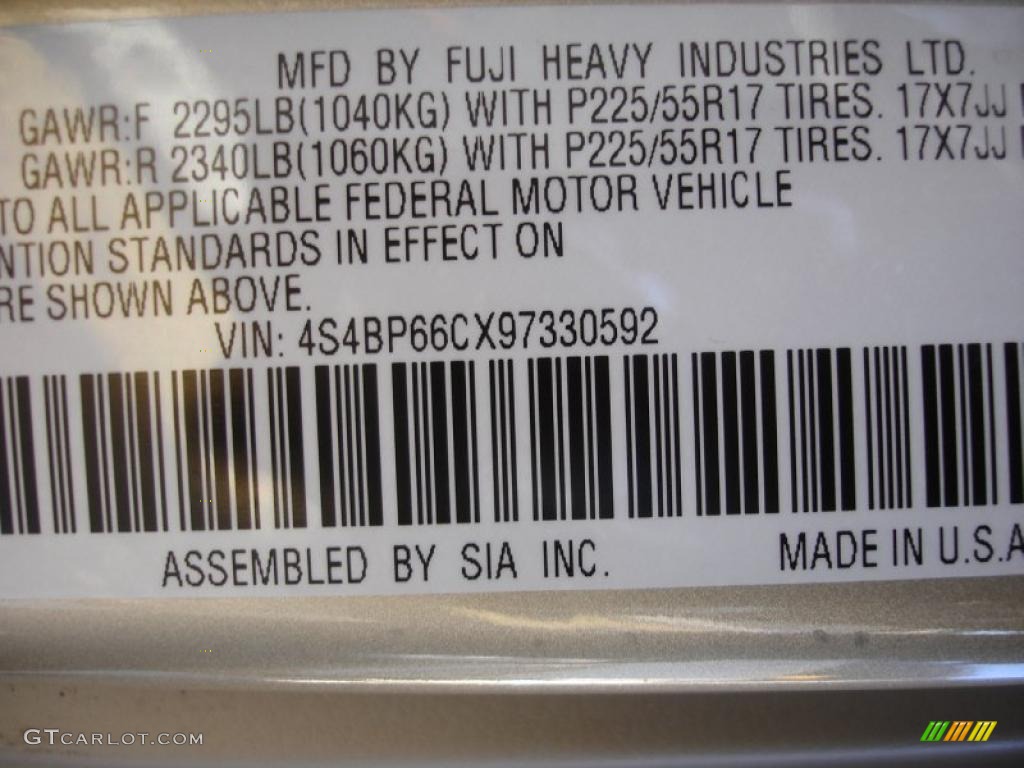 MFD BY FUJI HEAVY INDUSTRIES LTD.
GAWR:F 2295LB(1040KG) WITH P225/55R17 TIRES. 17X7JJ
GAWR:R 2340LB(1060KG) WITH P225/55R17 TIRES. 17X7JJ
TO ALL APPLICABLE FEDERAL MOTOR VEHICLE
NTION STANDARDS IN EFFECT ON
RE SHOWN ABOVE.
VIN: 4S4BP66CX97330592
ASSEMBLED BY SIA INC. MADE IN U.S.A
GTCARLOT.COM